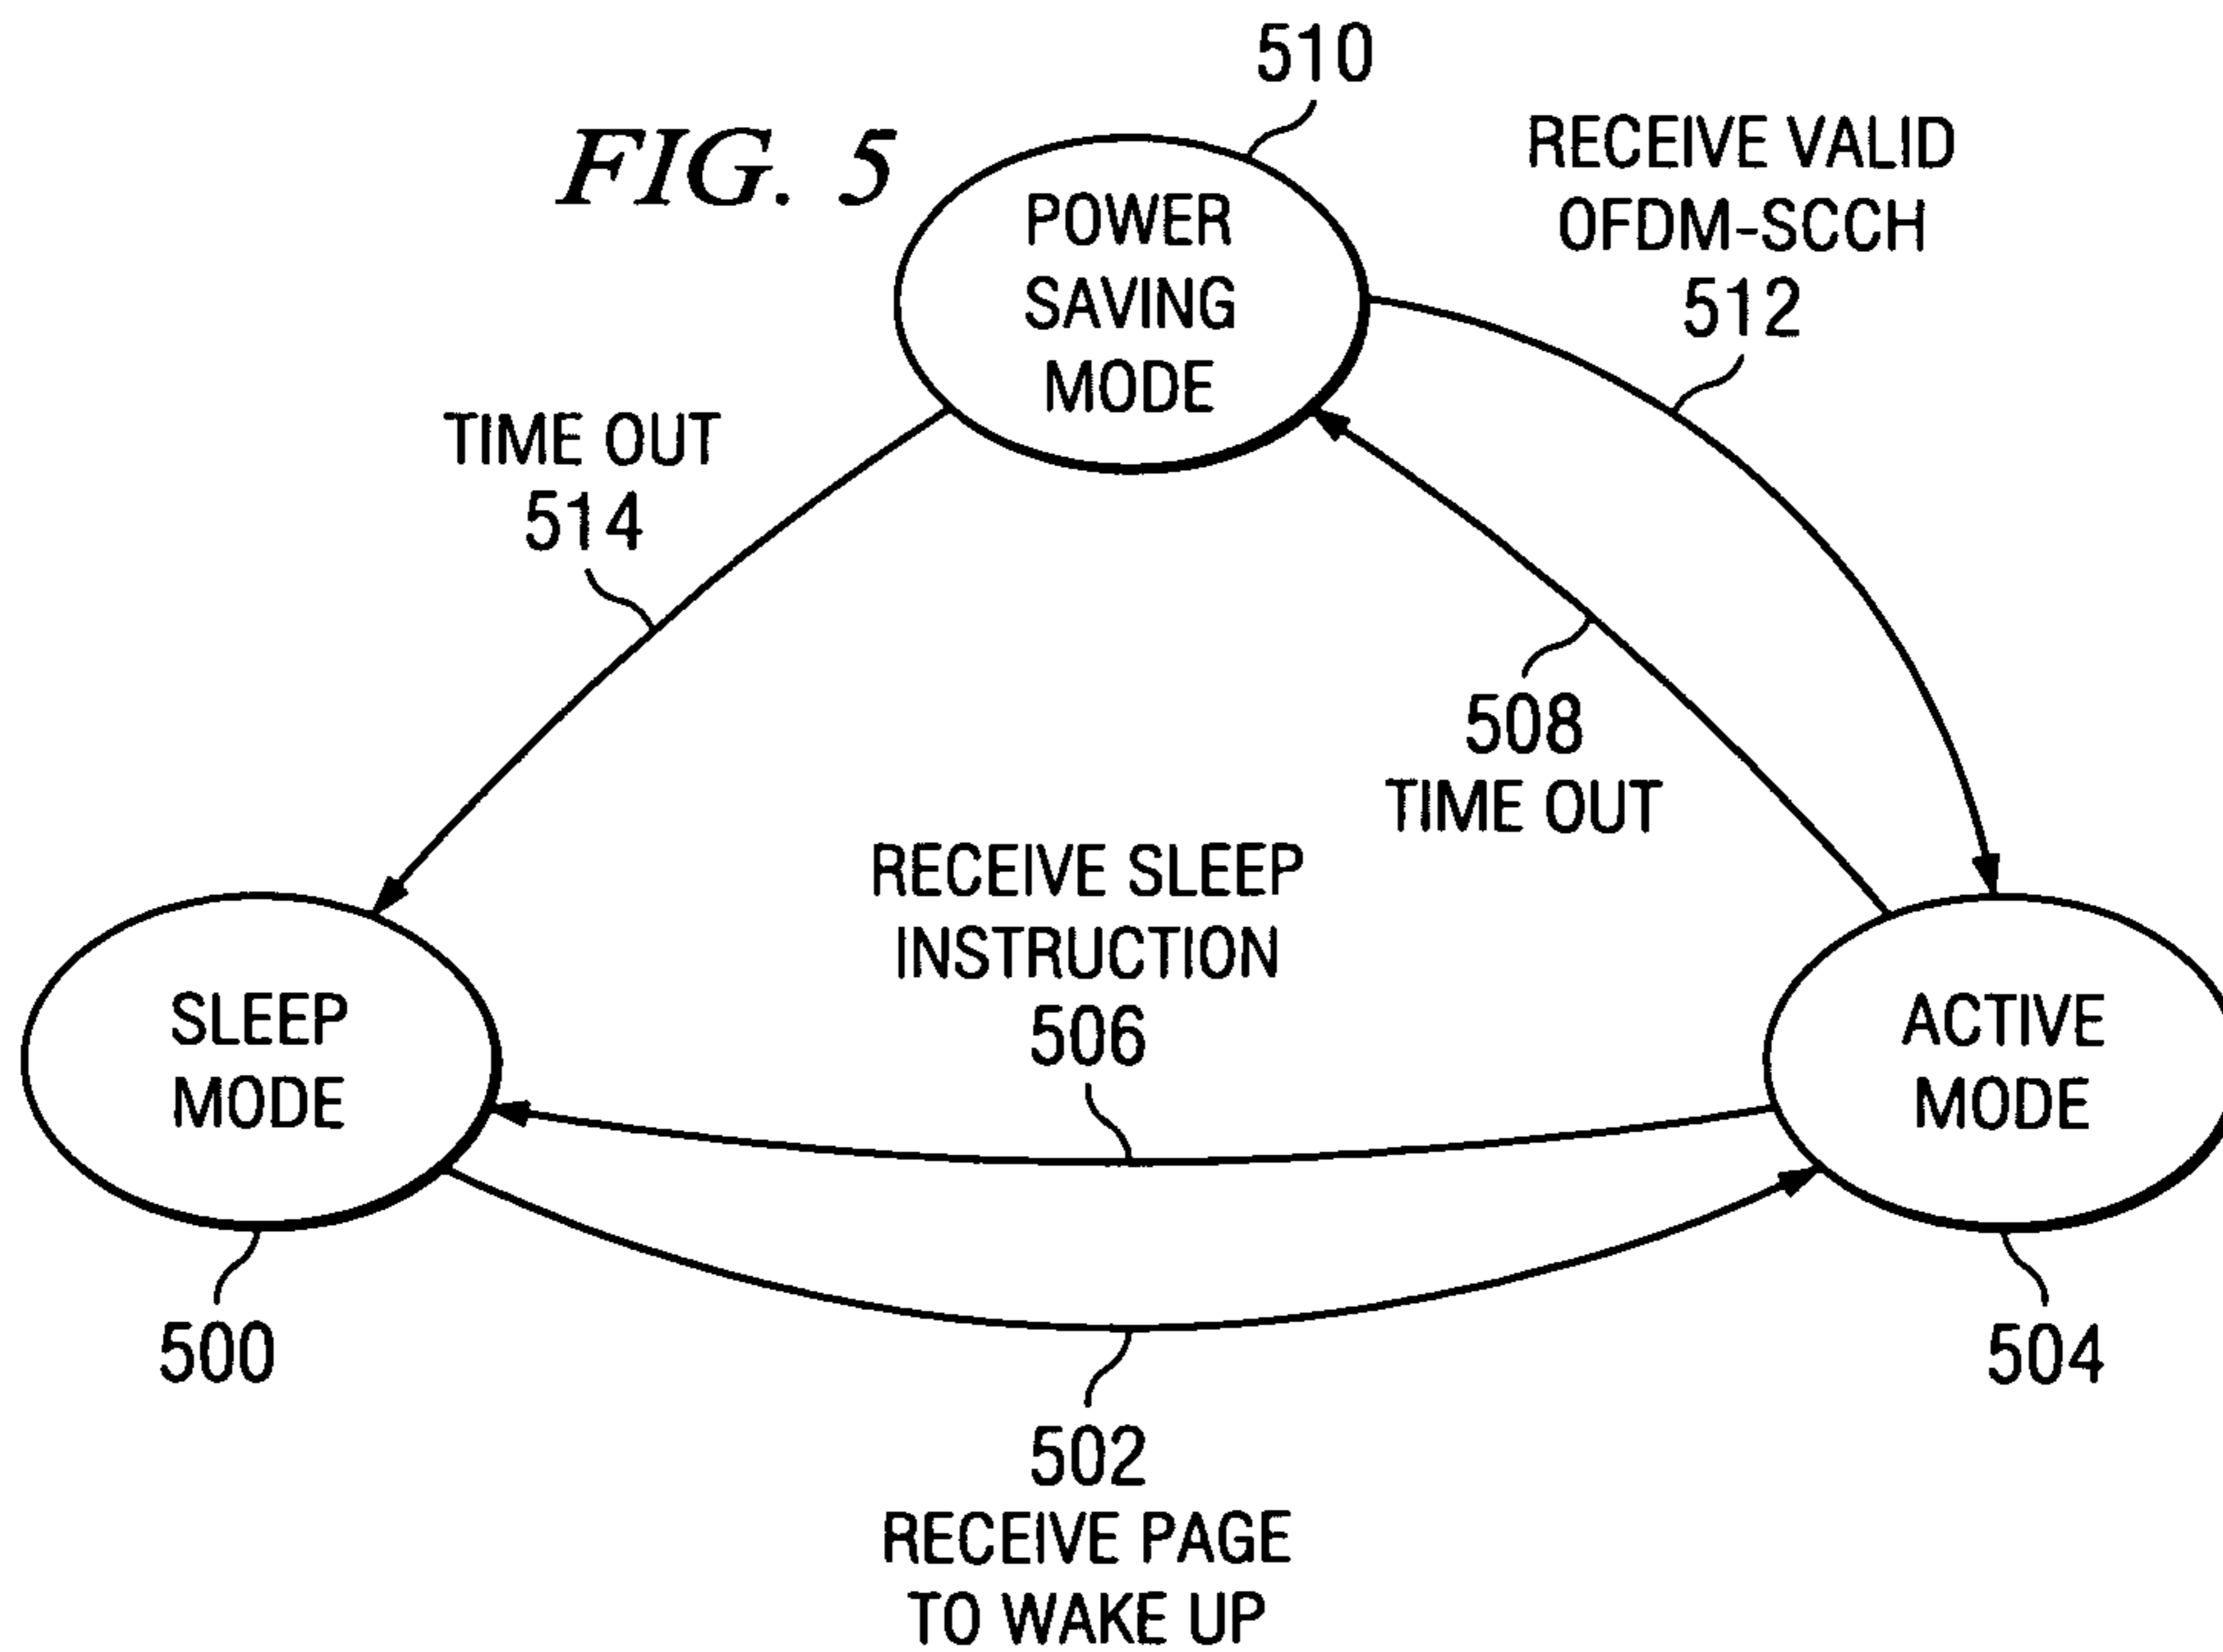 510
FIG. 5
POWER
SAVING
MODE
RECEIVE VALID
OFDM-SCCH
512
TIME OUT
514
508
TIME OUT
RECEIVE SLEEP
INSTRUCTION
506
SLEEP
MODE
ACTIVE
MODE
500
504
502
RECEIVE PAGE
TO WAKE UP